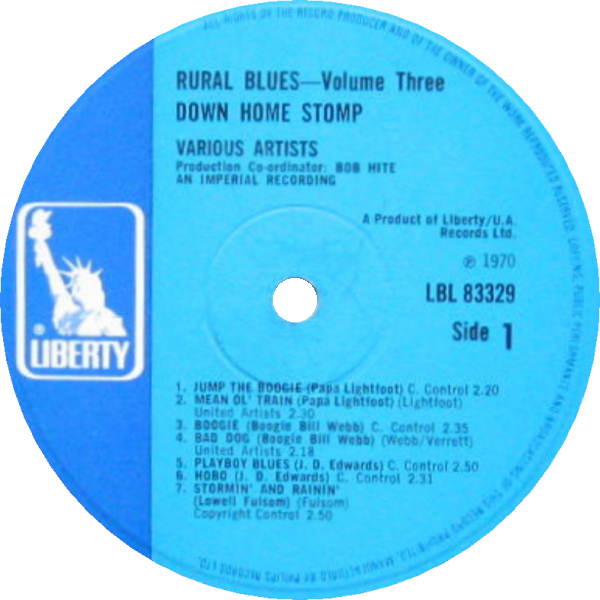 ALL RIGHTS OF THE RECORD PRODUCER AND OF THE OWNER OF THE WORK REPRODUCED RESERVED. COPYING, PUBLIC PERFORMANCE AND BROADCASTING OF THIS RECORD PROHIBITED. MANUFACTURED BY PHILIPS RECORDS LTD.
RURAL BLUES—Volume Three
DOWN HOME STOMP
VARIOUS ARTISTS
Production Co-ordinator: BOB HITE
AN IMPERIAL RECORDING
A Product of Liberty/U.A.
Records Ltd.
℗ 1970
LBL 83329
Side 1
® LIBERTY
1. JUMP THE BOOGIE (Papa Lightfoot) C. Control 2.20
2. MEAN OL' TRAIN (Papa Lightfoot) (Lightfoot)
United Artists 2.30
3. BOOGIE (Boogie Bill Webb) C. Control 2.35
4. BAD DOG (Boogie Bill Webb) (Webb/Verrett)
United Artists 2.18
5. PLAYBOY BLUES (J. D. Edwards) C. Control 2.50
6. HOBO (J. D. Edwards) C. Control 2.31
7. STORMIN' AND RAININ'
(Lowell Fulsom) (Fulsom)
Copyright Control 2.50